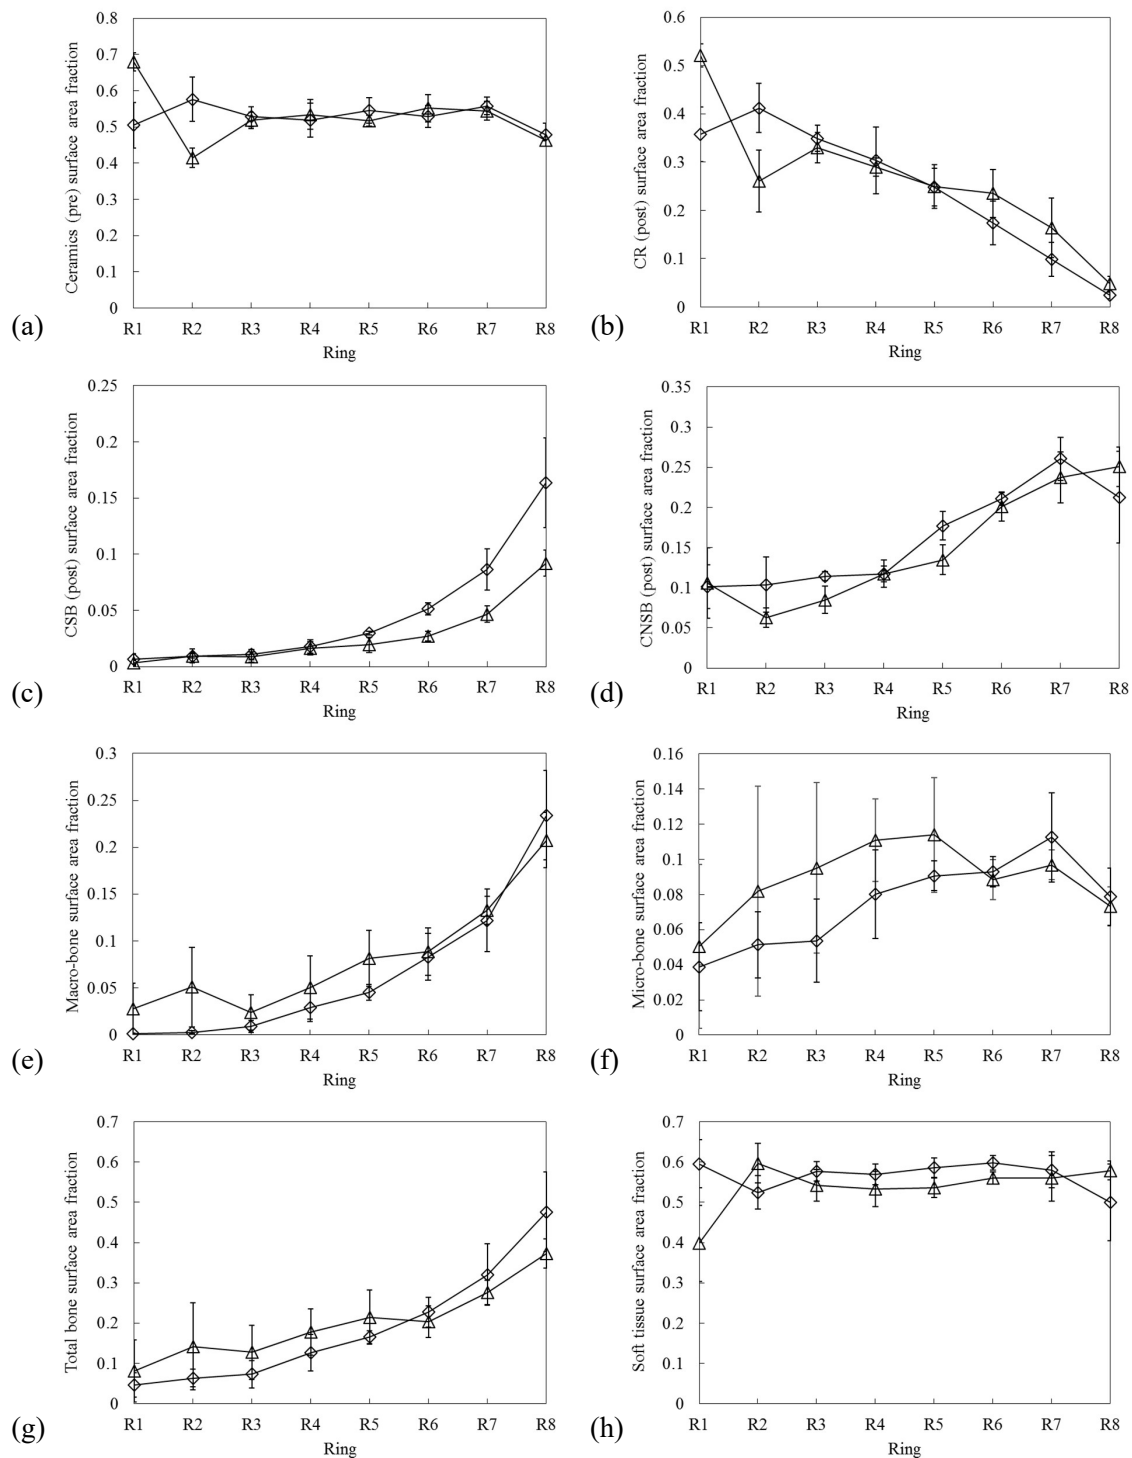 Ceramics (pre) surface area fraction
0.8
0.7
0.6
0.5
0.4
0.3
0.2
0.1
0
R1 R2 R3 R4 R5 R6 R7 R8
Ring
(a)
CR (post) surface area fraction
0.6
0.5
0.4
0.3
0.2
0.1
0
R1 R2 R3 R4 R5 R6 R7 R8
Ring
(b)
CSB (post) surface area fraction
0.25
0.2
0.15
0.1
0.05
0
R1 R2 R3 R4 R5 R6 R7 R8
Ring
(c)
CNSB (post) surface area fraction
0.35
0.3
0.25
0.2
0.15
0.1
0.05
0
R1 R2 R3 R4 R5 R6 R7 R8
Ring
(d)
Macro-bone surface area fraction
0.3
0.25
0.2
0.15
0.1
0.05
0
R1 R2 R3 R4 R5 R6 R7 R8
Ring
(e)
Micro-bone surface area fraction
0.16
0.14
0.12
0.1
0.08
0.06
0.04
0.02
0
R1 R2 R3 R4 R5 R6 R7 R8
Ring
(f)
Total bone surface area fraction
0.7
0.6
0.5
0.4
0.3
0.2
0.1
0
R1 R2 R3 R4 R5 R6 R7 R8
Ring
(g)
Soft tissue surface area fraction
0.7
0.6
0.5
0.4
0.3
0.2
0.1
0
R1 R2 R3 R4 R5 R6 R7 R8
Ring
(h)